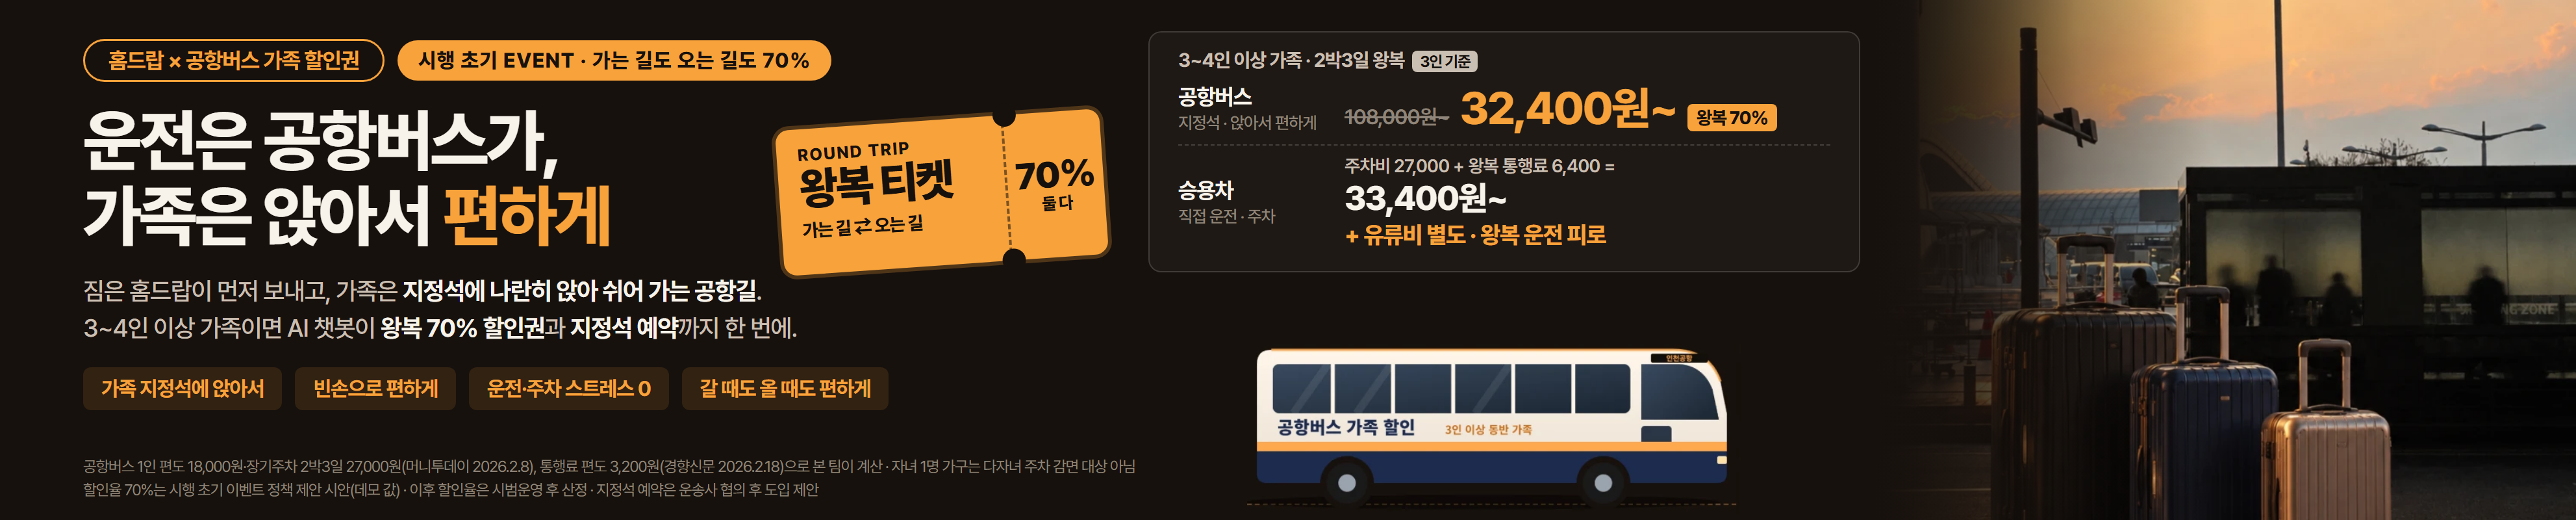 홈드랍 × 공항버스 가족 할인권
시행 초기 EVENT · 가는 길도 오는 길도 70%
운전은 공항버스가,
가족은 앉아서 편하게
짐은 홈드랍이 먼저 보내고, 가족은 지정석에 나란히 앉아 쉬어 가는 공항길.
3~4인 이상 가족이면 AI 챗봇이 왕복 70% 할인권과 지정석 예약까지 한 번에.
가족 지정석에 앉아서
빈손으로 편하게
운전·주차 스트레스 0
갈 때도 올 때도 편하게
공항버스 1인 편도 18,000원·장기주차 2박3일 27,000원(머니투데이 2026.2.8), 통행료 편도 3,200원(경향신문 2026.2.18)으로 본 팀이 계산 · 자녀 1명 가구는 다자녀 주차 감면 대상 아님
할인율 70%는 시행 초기 이벤트 정책 제안 시안(데모 값) · 이후 할인율은 시범운영 후 산정 · 지정석 예약은 운송사 협의 후 도입 제안
ROUND TRIP
왕복 티켓
가는 길 ⇄ 오는 길
70%
둘 다
3~4인 이상 가족 · 2박3일 왕복 3인 기준
공항버스
지정석 · 앉아서 편하게
108,000원~ 32,400원~ 왕복 70%
승용차
직접 운전 · 주차
주차비 27,000 + 왕복 통행료 6,400 =
33,400원~
+ 유류비 별도 · 왕복 운전 피로
인천공항
공항버스 가족 할인 3인 이상 동반 가족